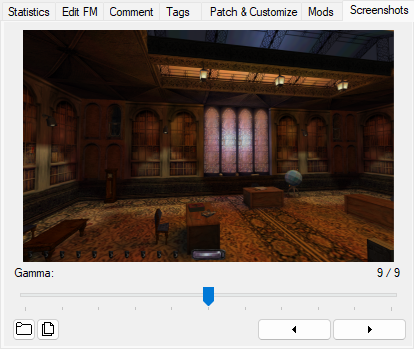 Statistics Edit FM Comment Tags Patch & Customize Mods Screenshots
Gamma: 9 / 9